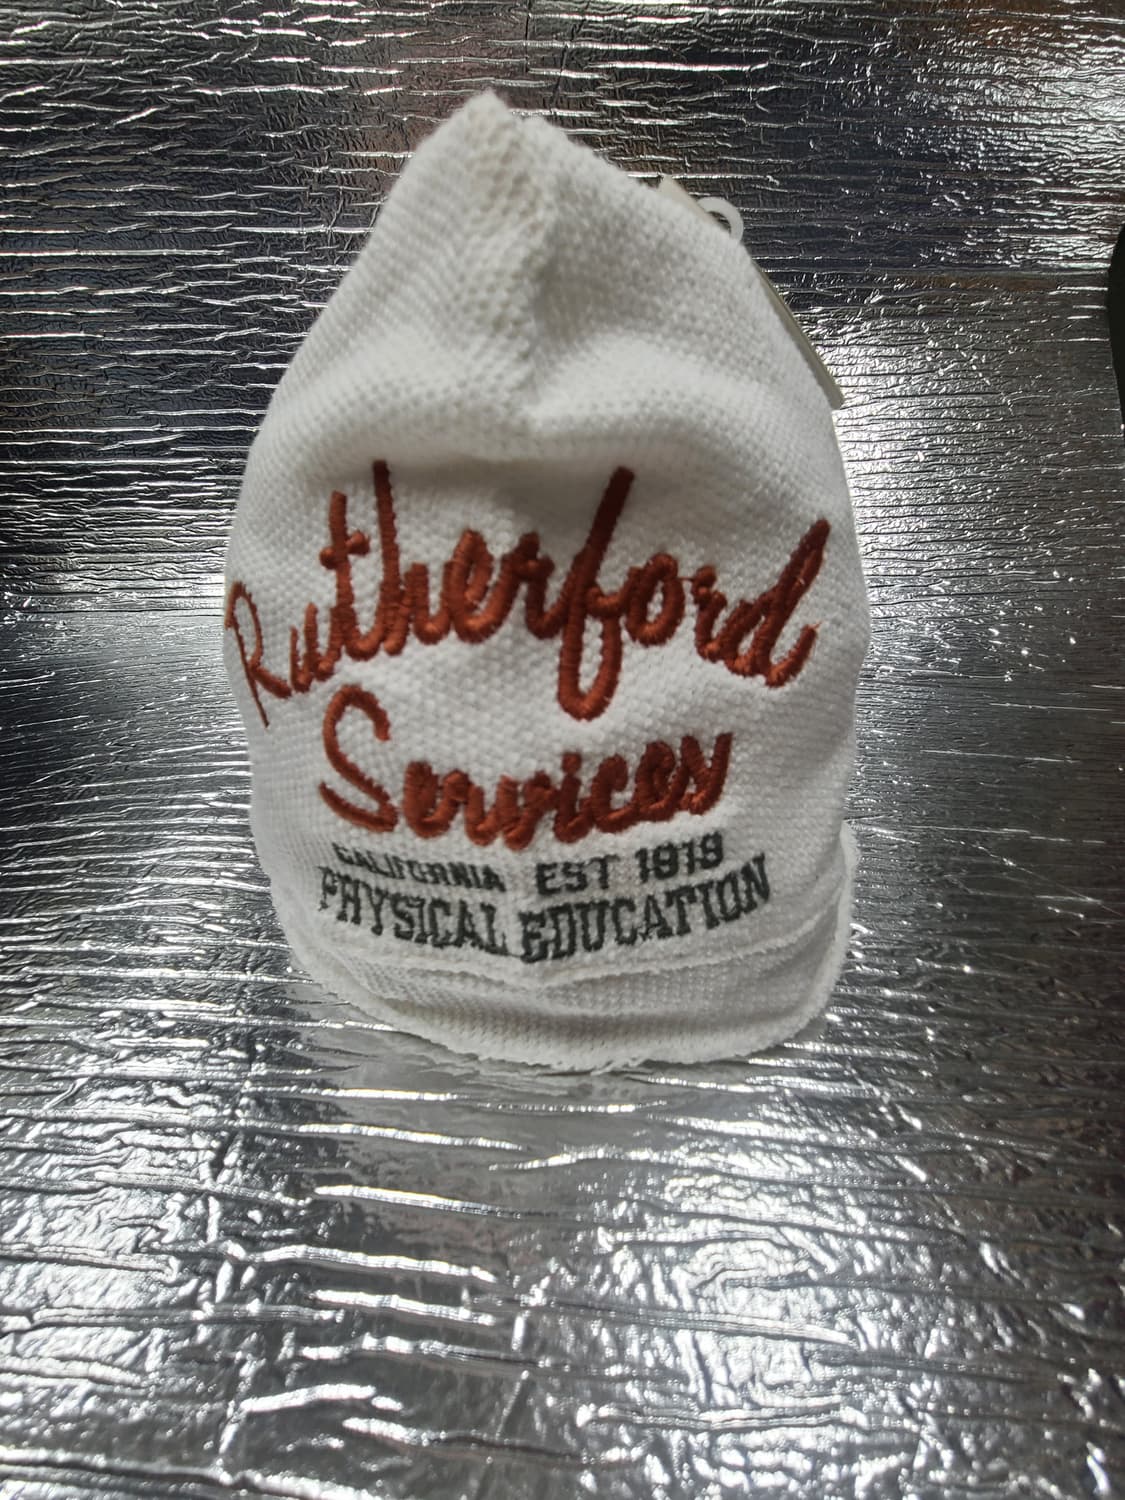 Rutherford
Services
CALIFORNIA EST 1919
PHYSICAL EDUCATION